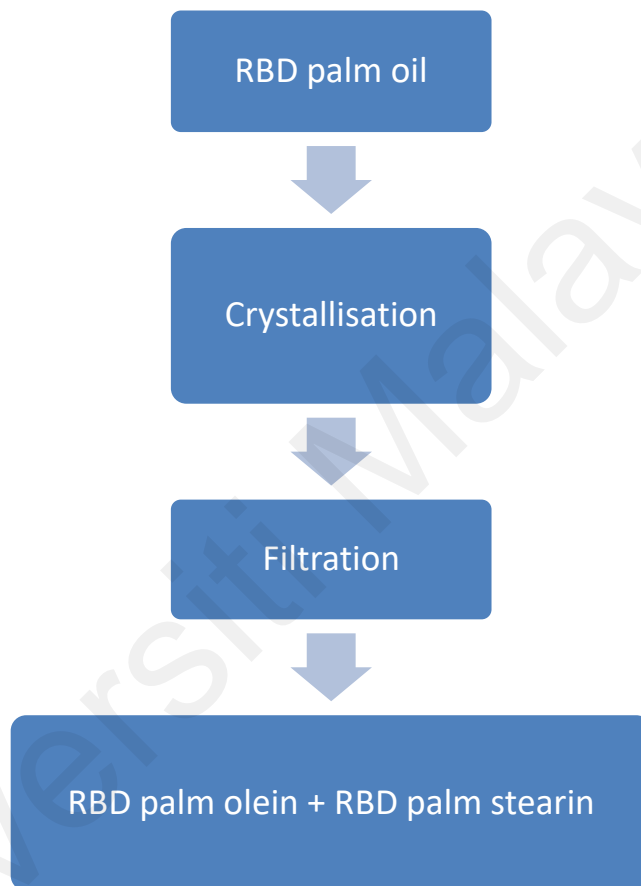 RBD palm oil
Crystallisation
Filtration
RBD palm olein + RBD palm stearin